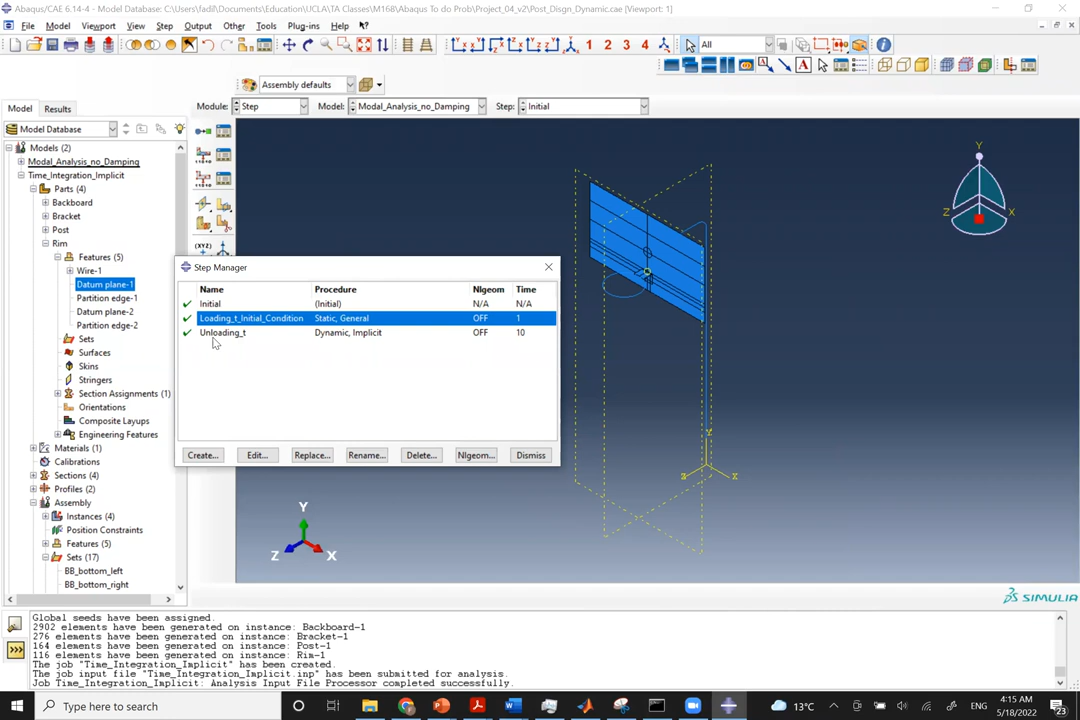 Abaqus/CAE 6.14-4 - Model Database: C:\Users\fadil\Documents\Education\UCLA\TA Classes\M168\Abaqus To do Prob\Project_04_v2\Post_Disgn_Dynamic.cae [Viewport: 1]
File Model Viewport View Step Output Other Tools Plug-ins Help
1 2 3 4 All
Assembly defaults
Model Results Module: Step Model: Modal_Analysis_no_Damping Step: Initial
Model Database
Models (2)
Modal_Analysis_no_Damping
Time_Integration_Implicit
Parts (4)
Backboard
Bracket
Post
Rim
Features (5)
Wire-1
Datum plane-1
Partition edge-1
Datum plane-2
Partition edge-2
Sets
Surfaces
Skins
Stringers
Section Assignments (1)
Orientations
Composite Layups
Engineering Features
Materials (1)
Calibrations
Sections (4)
Profiles (2)
Assembly
Instances (4)
Position Constraints
Features (5)
Sets (17)
BB_bottom_left
BB_bottom_right
(XYZ)
Step Manager
Name Procedure Nlgeom Time
Initial (Initial) N/A N/A
Loading_t_Initial_Condition Static, General OFF 1
Unloading_t Dynamic, Implicit OFF 10
Create... Edit... Replace... Rename... Delete... Nlgeom... Dismiss
Y
Z X
Y
Z X
Y
Z X
SIMULIA
Global seeds have been assigned.
2902 elements have been generated on instance: Backboard-1
276 elements have been generated on instance: Bracket-1
164 elements have been generated on instance: Post-1
116 elements have been generated on instance: Rim-1
The job "Time_Integration_Implicit" has been created.
The job input file "Time_Integration_Implicit.inp" has been submitted for analysis.
Job Time_Integration_Implicit: Analysis Input File Processor completed successfully.
Type here to search
13°C
4:15 AM
5/18/2022
23